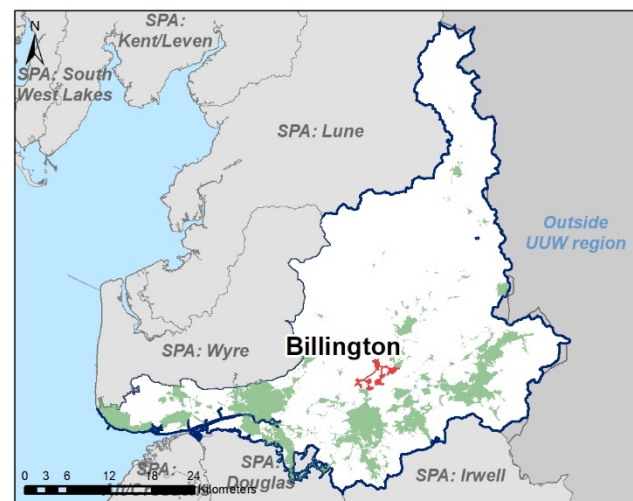 N
SPA:
Kent/Leven
SPA: South
West Lakes
SPA: Lune
Outside
UUW region
Billington
SPA: Wyre
SPA:
SPA:
Douglas
SPA: Irwell
0 3 6 12 18 24
Kilometers